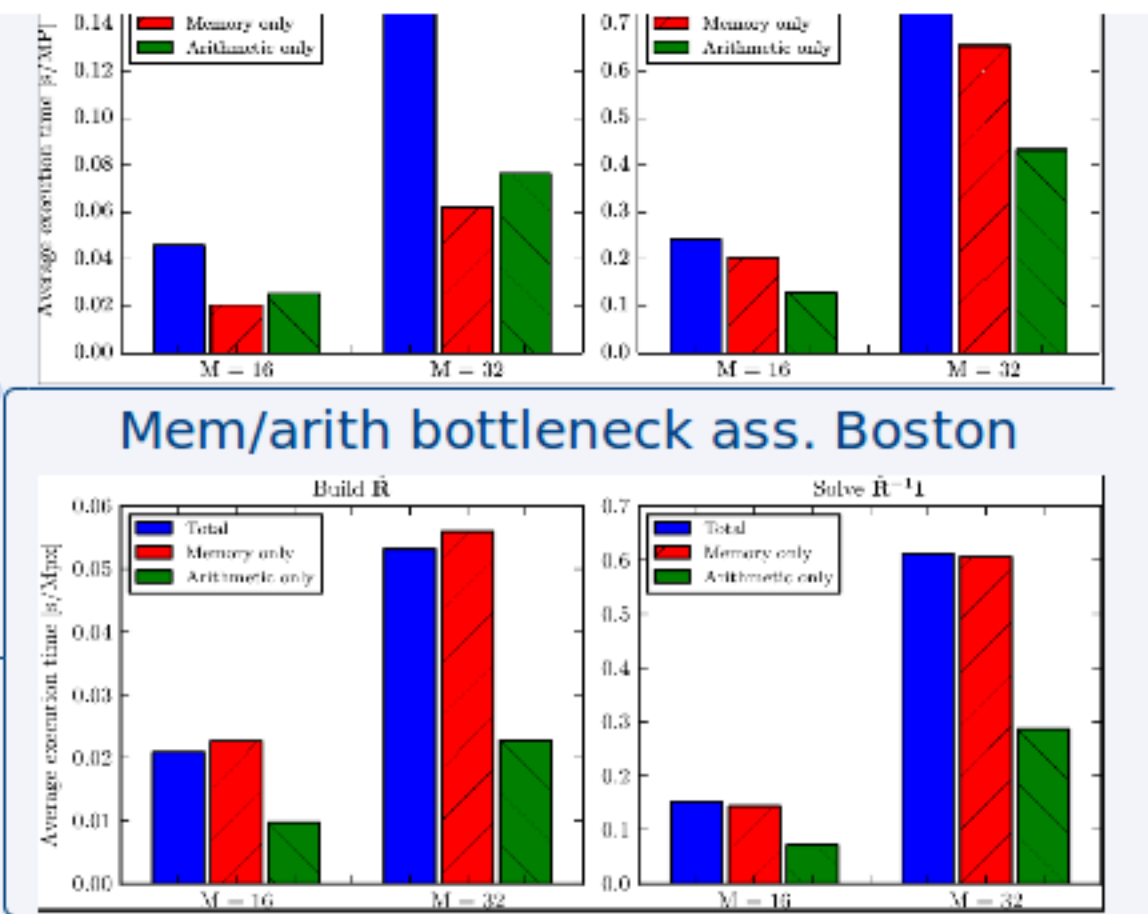 0.14
Memory only
Arithmetic only
0.12
0.10
0.08
0.06
0.04
0.02
0.00
Average execution time [s/MP]
M = 16
M = 32
0.7
Memory only
Arithmetic only
0.6
0.5
0.4
0.3
0.2
0.1
0.0
M = 16
M = 32
Mem/arith bottleneck ass. Boston
Build R̂
0.06
Total
Memory only
Arithmetic only
0.05
0.04
0.03
0.02
0.01
0.00
Average execution time [s/Mpx]
M = 16
M = 32
Solve R̂⁻¹1
0.7
Total
Memory only
Arithmetic only
0.6
0.5
0.4
0.3
0.2
0.1
0.0
M = 16
M = 32